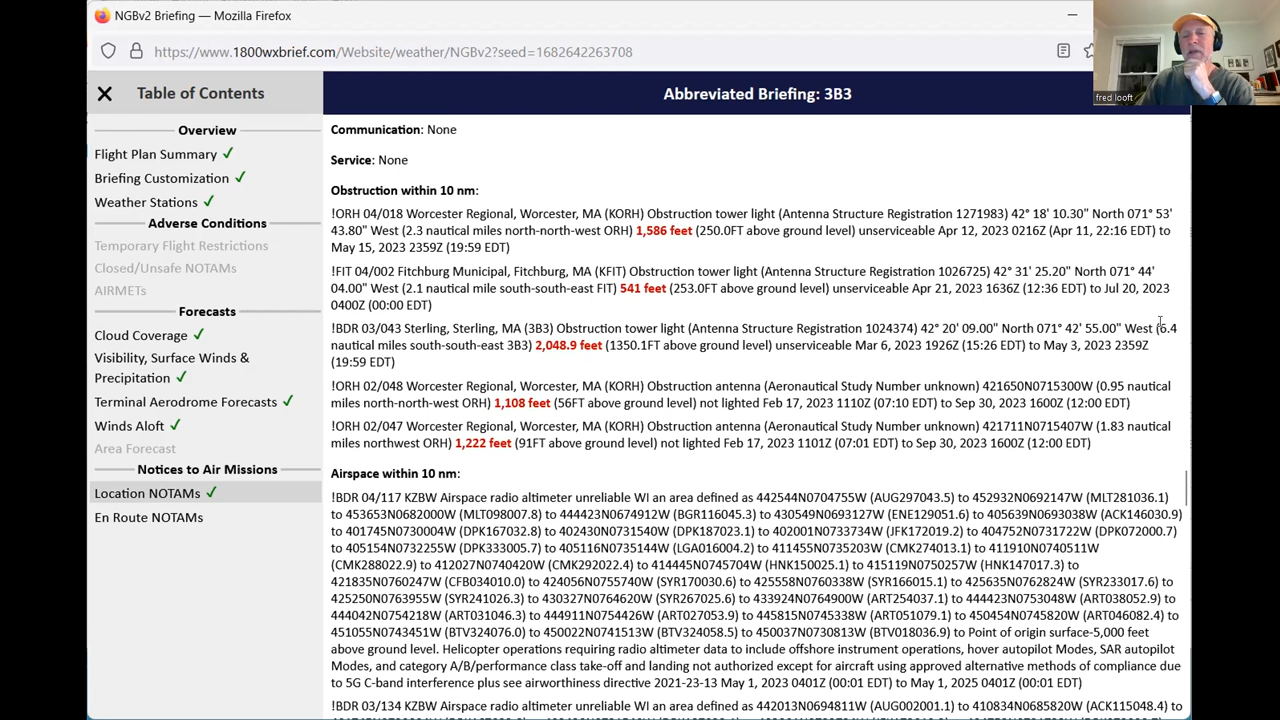 NGBv2 Briefing — Mozilla Firefox
https://www.1800wxbrief.com/Website/weather/NGBv2?seed=1682642263708
fred looft
Table of Contents
Overview
Flight Plan Summary ✓
Briefing Customization ✓
Weather Stations ✓
Adverse Conditions
Temporary Flight Restrictions
Closed/Unsafe NOTAMs
AIRMETs
Forecasts
Cloud Coverage ✓
Visibility, Surface Winds &
Precipitation ✓
Terminal Aerodrome Forecasts ✓
Winds Aloft ✓
Area Forecast
Notices to Air Missions
Location NOTAMs ✓
En Route NOTAMs
Abbreviated Briefing: 3B3
Communication: None
Service: None
Obstruction within 10 nm:
!ORH 04/018 Worcester Regional, Worcester, MA (KORH) Obstruction tower light (Antenna Structure Registration 1271983) 42° 18' 10.30" North 071° 53'
43.80" West (2.3 nautical miles north-north-west ORH) 1,586 feet (250.0FT above ground level) unserviceable Apr 12, 2023 0216Z (Apr 11, 22:16 EDT) to
May 15, 2023 2359Z (19:59 EDT)
!FIT 04/002 Fitchburg Municipal, Fitchburg, MA (KFIT) Obstruction tower light (Antenna Structure Registration 1026725) 42° 31' 25.20" North 071° 44'
04.00" West (2.1 nautical mile south-south-east FIT) 541 feet (253.0FT above ground level) unserviceable Apr 21, 2023 1636Z (12:36 EDT) to Jul 20, 2023
0400Z (00:00 EDT)
!BDR 03/043 Sterling, Sterling, MA (3B3) Obstruction tower light (Antenna Structure Registration 1024374) 42° 20' 09.00" North 071° 42' 55.00" West (6.4
nautical miles south-south-east 3B3) 2,048.9 feet (1350.1FT above ground level) unserviceable Mar 6, 2023 1926Z (15:26 EDT) to May 3, 2023 2359Z
(19:59 EDT)
!ORH 02/048 Worcester Regional, Worcester, MA (KORH) Obstruction antenna (Aeronautical Study Number unknown) 421650N0715300W (0.95 nautical
miles north-north-west ORH) 1,108 feet (56FT above ground level) not lighted Feb 17, 2023 1110Z (07:10 EDT) to Sep 30, 2023 1600Z (12:00 EDT)
!ORH 02/047 Worcester Regional, Worcester, MA (KORH) Obstruction antenna (Aeronautical Study Number unknown) 421711N0715407W (1.83 nautical
miles northwest ORH) 1,222 feet (91FT above ground level) not lighted Feb 17, 2023 1101Z (07:01 EDT) to Sep 30, 2023 1600Z (12:00 EDT)
Airspace within 10 nm:
!BDR 04/117 KZBW Airspace radio altimeter unreliable WI an area defined as 442544N0704755W (AUG297043.5) to 452932N0692147W (MLT281036.1)
to 453653N0682000W (MLT098007.8) to 444423N0674912W (BGR116045.3) to 430549N0693127W (ENE129051.6) to 405639N0693038W (ACK146030.9)
to 401745N0730004W (DPK167032.8) to 402430N0731540W (DPK187023.1) to 402001N0733734W (JFK172019.2) to 404752N0731722W (DPK072000.7)
to 405154N0732255W (DPK333005.7) to 405116N0735144W (LGA016004.2) to 411455N0735203W (CMK274013.1) to 411910N0740511W
(CMK288022.9) to 412027N0740420W (CMK292022.4) to 414445N0745704W (HNK150025.1) to 415119N0750257W (HNK147017.3) to
421835N0760247W (CFB034010.0) to 424056N0755740W (SYR170030.6) to 425558N0760338W (SYR166015.1) to 425635N0762824W (SYR233017.6) to
425250N0763955W (SYR241026.3) to 430327N0764620W (SYR267025.6) to 433924N0764900W (ART254037.1) to 444423N0753048W (ART038052.9) to
444042N0754218W (ART031046.3) to 444911N0754426W (ART027053.9) to 445815N0745338W (ART051079.1) to 450454N0745820W (ART046082.4) to
451055N0743451W (BTV324076.0) to 450022N0741513W (BTV324058.5) to 450037N0730813W (BTV018036.9) to Point of origin surface-5,000 feet
above ground level. Helicopter operations requiring radio altimeter data to include offshore instrument operations, hover autopilot Modes, SAR autopilot
Modes, and category A/B/performance class take-off and landing not authorized except for aircraft using approved alternative methods of compliance due
to 5G C-band interference plus see airworthiness directive 2021-23-13 May 1, 2023 0401Z (00:01 EDT) to May 1, 2025 0401Z (00:01 EDT)
!BDR 03/134 KZBW Airspace radio altimeter unreliable WI an area defined as 442013N0694811W (AUG002001.1) to 410834N0685820W (ACK115048.4) to